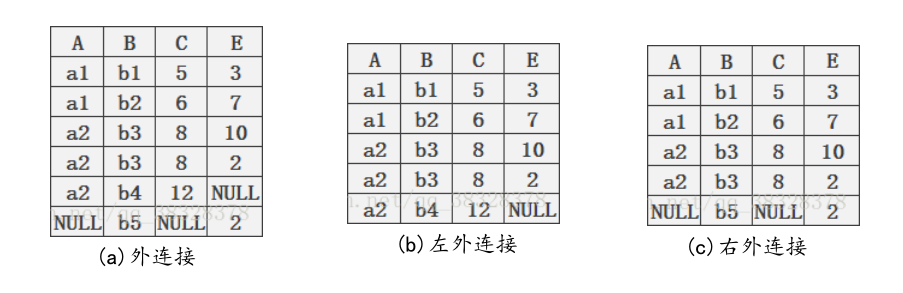 A B C E
a1 b1 5 3
a1 b2 6 7
a2 b3 8 10
a2 b3 8 2
a2 b4 12 NULL
NULL b5 NULL 2
(a)外连接
A B C E
a1 b1 5 3
a1 b2 6 7
a2 b3 8 10
a2 b3 8 2
a2 b4 12 NULL
(b)左外连接
A B C E
a1 b1 5 3
a1 b2 6 7
a2 b3 8 10
a2 b3 8 2
NULL b5 NULL 2
(c)右外连接